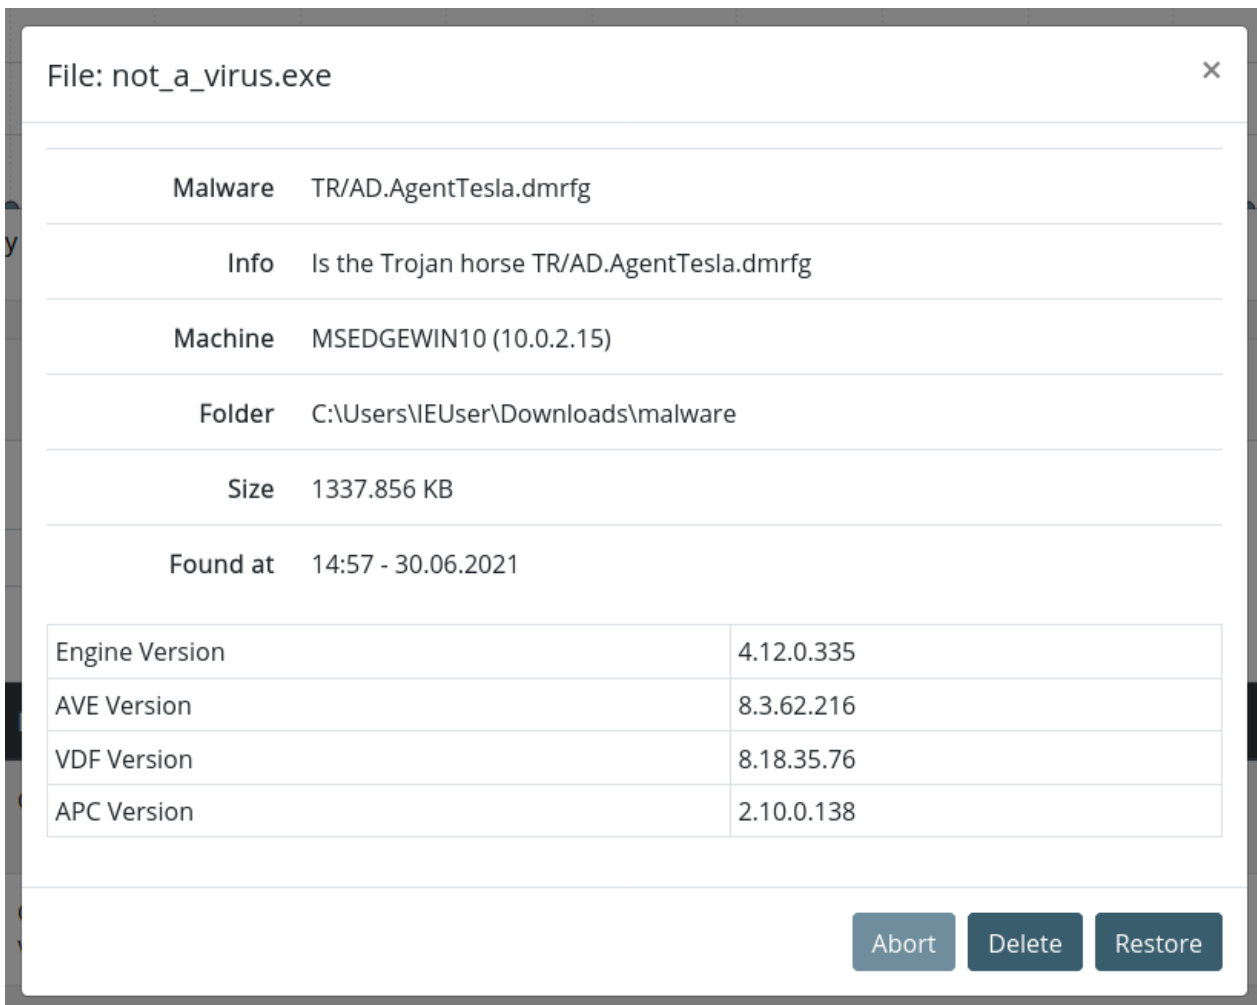 File: not_a_virus.exe ×
Malware TR/AD.AgentTesla.dmrfg
Info Is the Trojan horse TR/AD.AgentTesla.dmrfg
Machine MSEDGEWIN10 (10.0.2.15)
Folder C:\Users\IEUser\Downloads\malware
Size 1337.856 KB
Found at 14:57 - 30.06.2021
Engine Version 4.12.0.335
AVE Version 8.3.62.216
VDF Version 8.18.35.76
APC Version 2.10.0.138
Abort Delete Restore